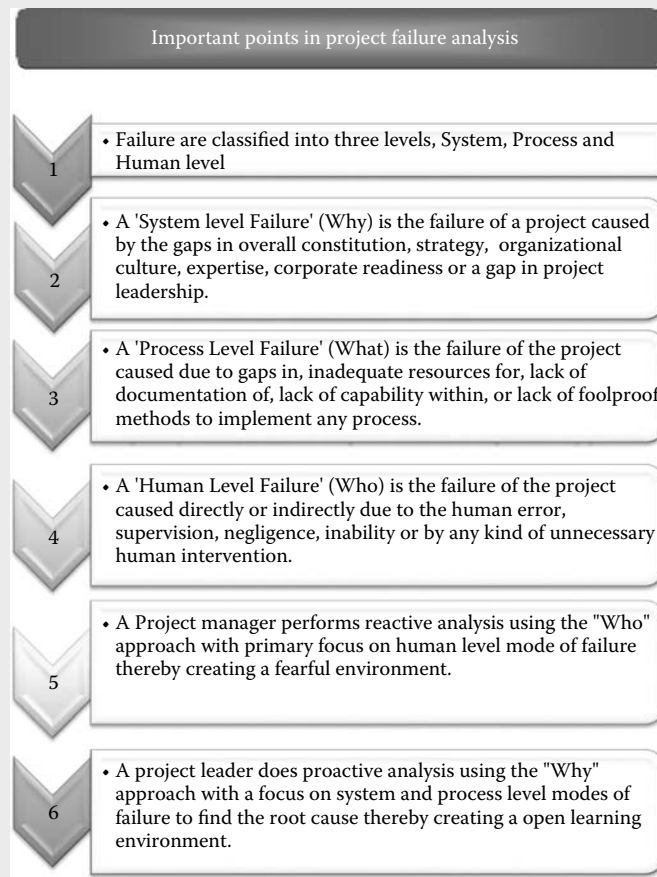 Important points in project failure analysis
1
• Failure are classified into three levels, System, Process and
Human level
2
• A 'System level Failure' (Why) is the failure of a project caused
by the gaps in overall constitution, strategy, organizational
culture, expertise, corporate readiness or a gap in project
leadership.
3
• A 'Process Level Failure' (What) is the failure of the project
caused due to gaps in, inadequate resources for, lack of
documentation of, lack of capability within, or lack of foolproof
methods to implement any process.
4
• A 'Human Level Failure' (Who) is the failure of the project
caused directly or indirectly due to the human error,
supervision, negligence, inability or by any kind of unnecessary
human intervention.
5
• A Project manager performs reactive analysis using the "Who"
approach with primary focus on human level mode of failure
thereby creating a fearful environment.
6
• A project leader does proactive analysis using the "Why"
approach with a focus on system and process level modes of
failure to find the root cause thereby creating a open learning
environment.